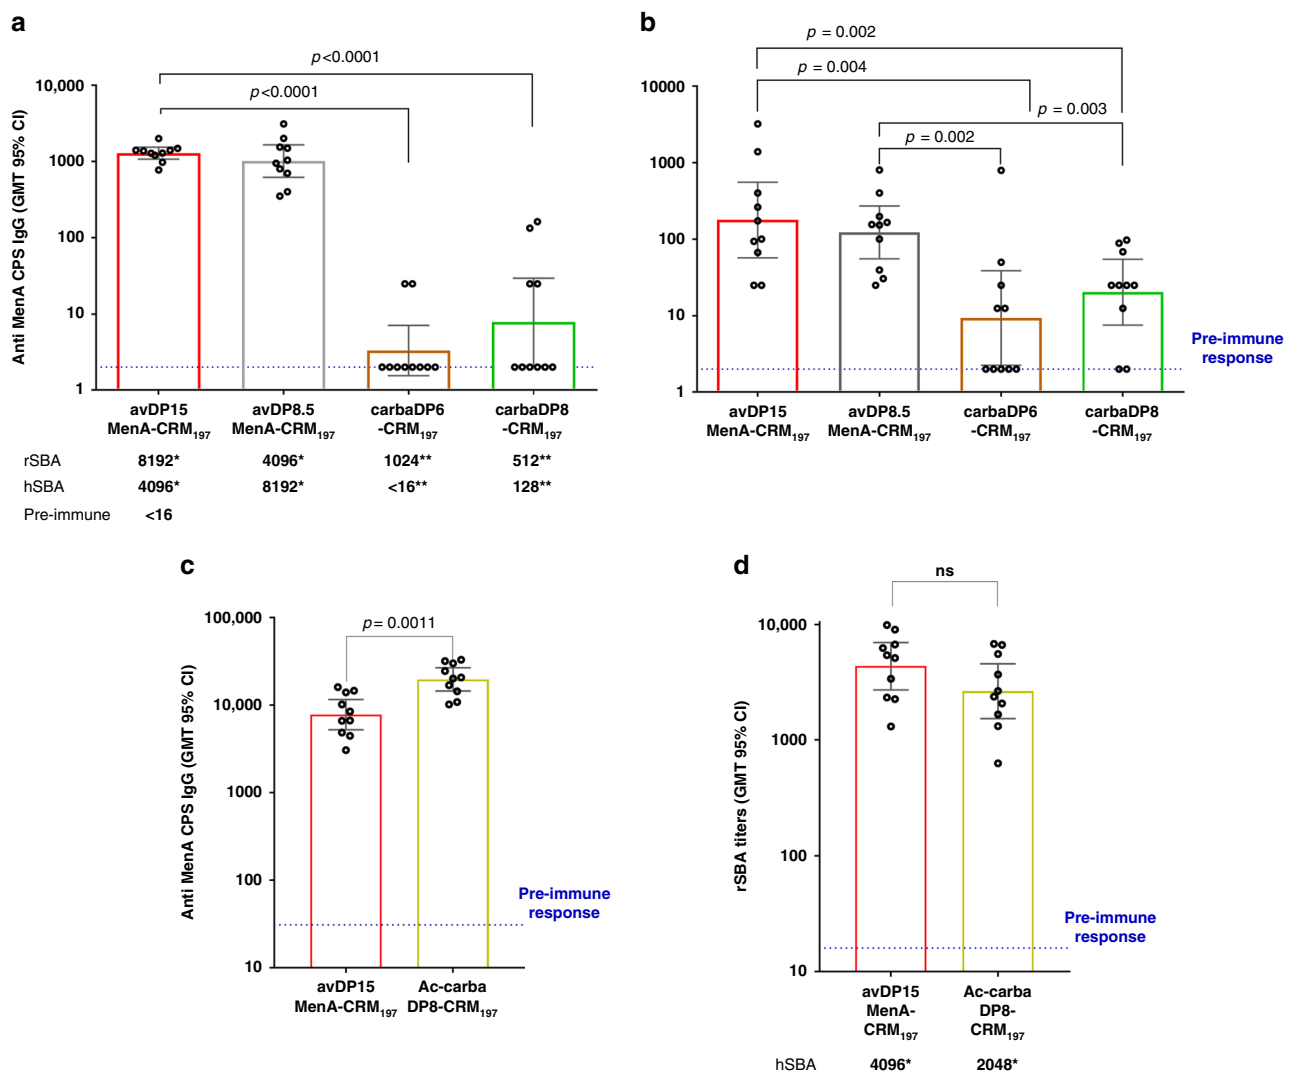 a
p<0.0001
p<0.0001
Anti MenA CPS IgG (GMT 95% CI)
10,000
1000
100
10
1
avDP15 MenA-CRM197
avDP8.5 MenA-CRM197
carbaDP6 -CRM197
carbaDP8 -CRM197
rSBA 8192* 4096* 1024** 512**
hSBA 4096* 8192* <16** 128**
Pre-immune <16
b
p = 0.002
p = 0.004
p = 0.003
p = 0.002
10000
1000
100
10
1
Pre-immune
response
avDP15 MenA-CRM197
avDP8.5 MenA-CRM197
carbaDP6 -CRM197
carbaDP8 -CRM197
c
p = 0.0011
Anti MenA CPS IgG (GMT 95% CI)
100,000
10,000
1000
100
10
Pre-immune
response
avDP15 MenA-CRM197
Ac-carba DP8-CRM197
d
ns
rSBA titers (GMT 95% CI)
10,000
1000
100
10
Pre-immune
response
avDP15 MenA- CRM197
Ac-carba DP8- CRM197
hSBA 4096* 2048*